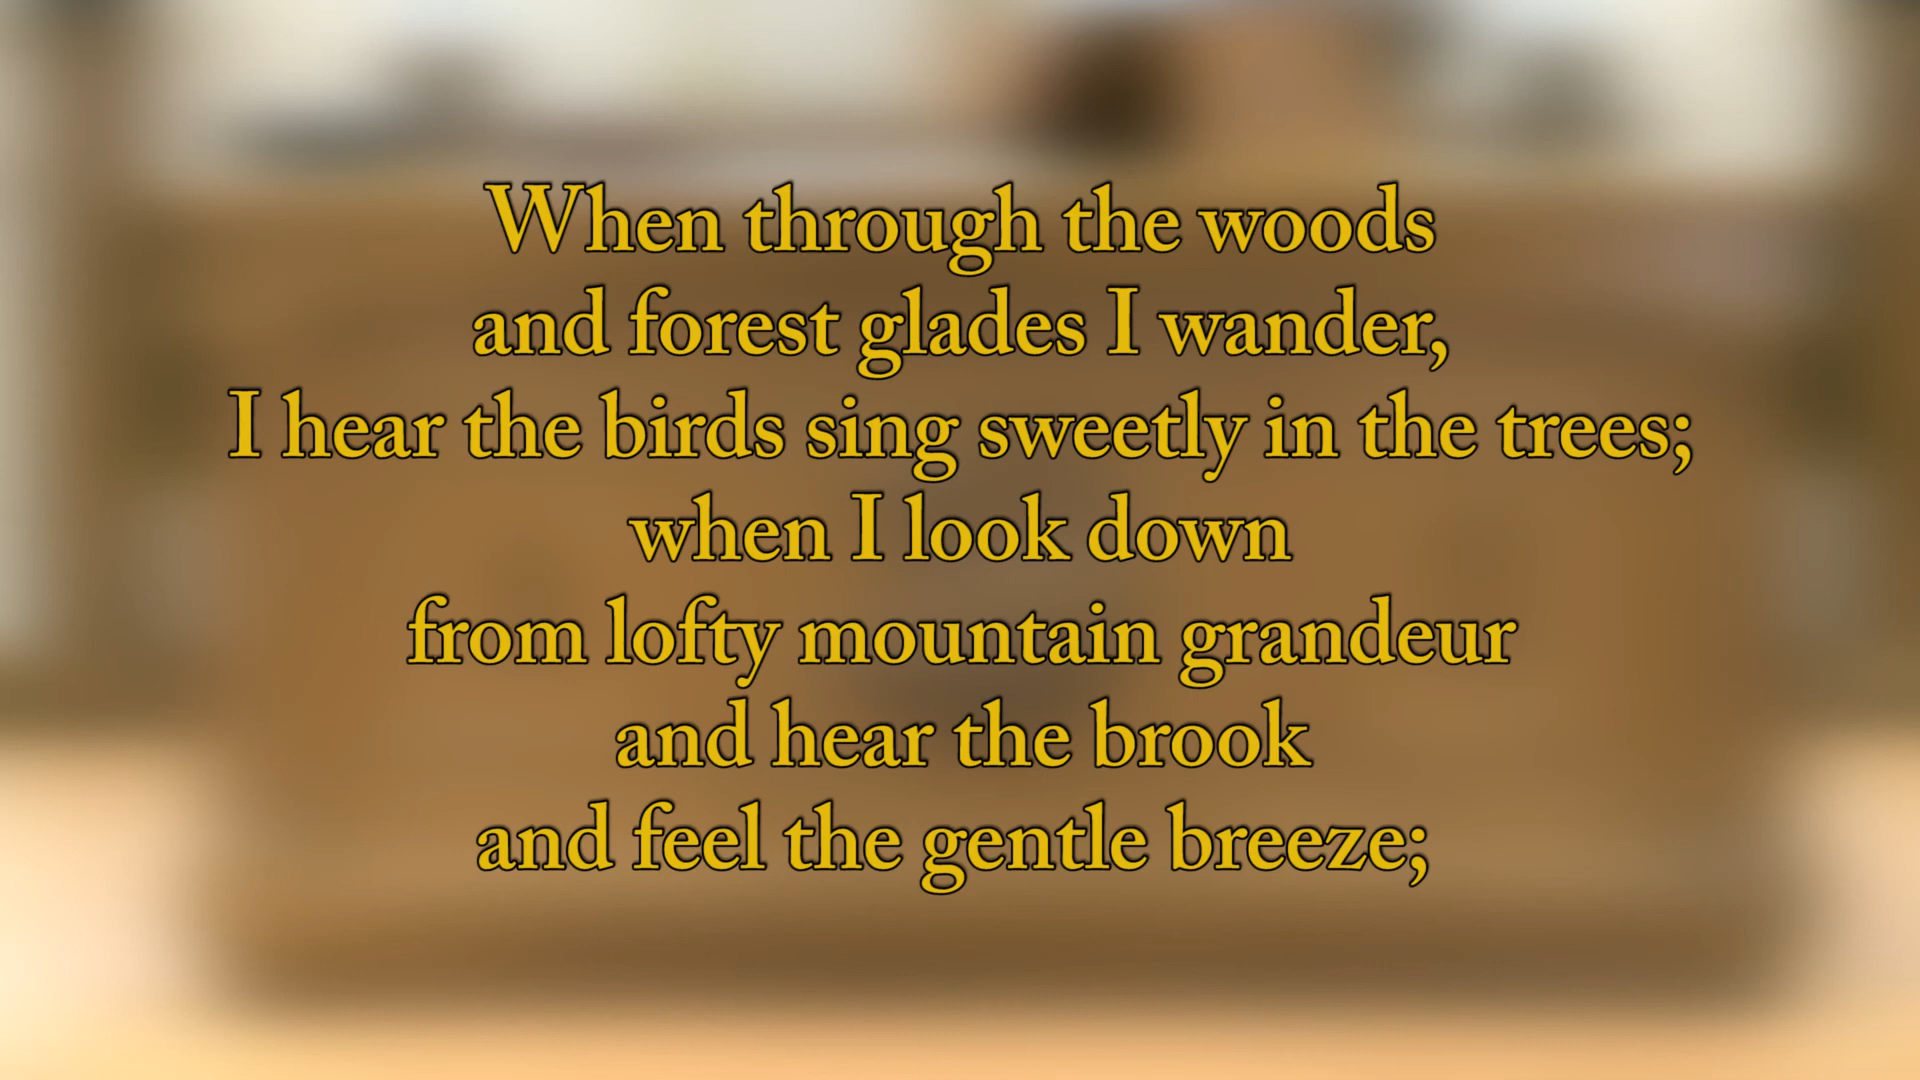 When through the woods
and forest glades I wander,
I hear the birds sing sweetly in the trees;
when I look down
from lofty mountain grandeur
and hear the brook
and feel the gentle breeze;